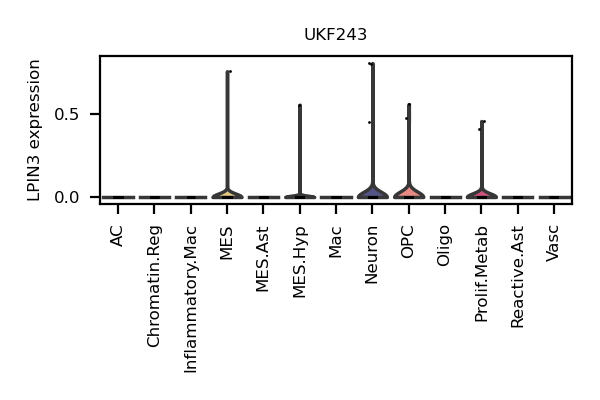 UKF243
LPIN3 expression
0.5
0.0
AC
Chromatin.Reg
Inflammatory.Mac
MES
MES.Ast
MES.Hyp
Mac
Neuron
OPC
Oligo
Prolif.Metab
Reactive.Ast
Vasc